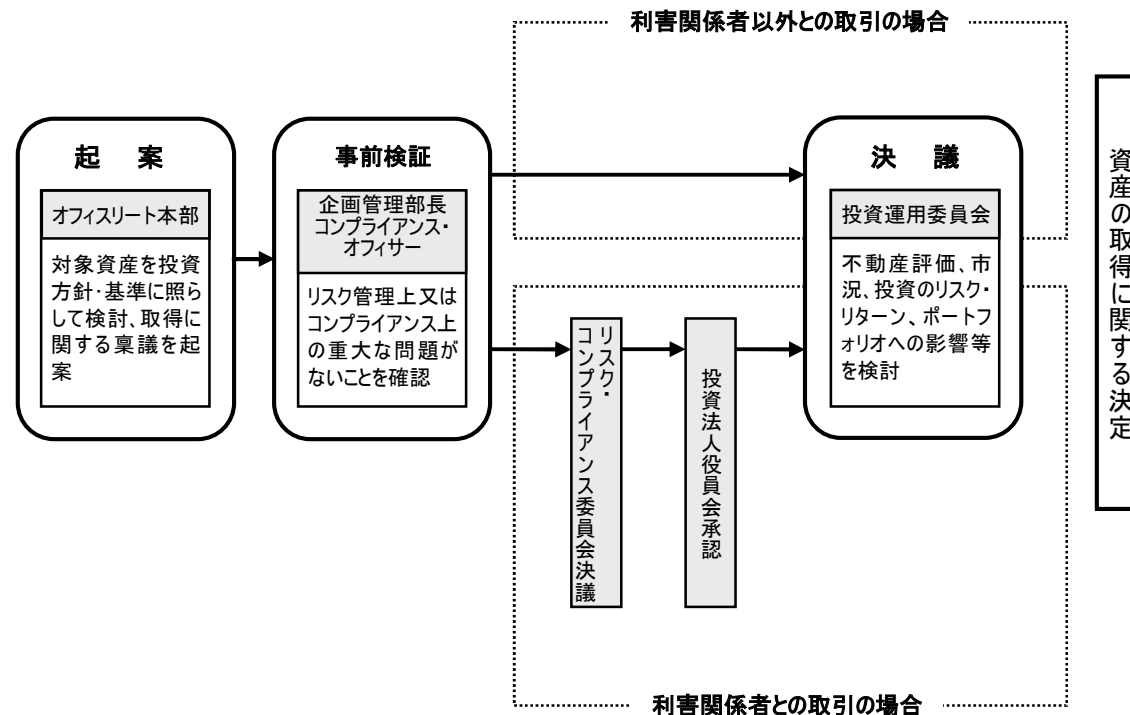 利害関係者以外との取引の場合
起 案
オフィスリート本部
対象資産を投資
方針・基準に照ら
して検討、取得に
関する稟議を起
案
事前検証
企画管理部長
コンプライアンス・
オフィサー
リスク管理上又は
コンプライアンス上
の重大な問題が
ないことを確認
リスク・
コンプライアンス委員会決議
投資法人役員会承認
決 議
投資運用委員会
不動産評価、市
況、投資のリスク・
リターン、ポートフ
ォリオへの影響等
を検討
資産の取得に関する決定
利害関係者との取引の場合